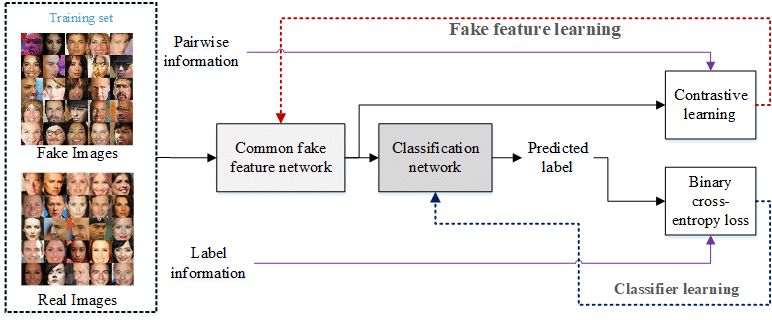 Training set
Fake Images
Real Images
Pairwise
information
Fake feature learning
Contrastive
learning
Common fake
feature network
Classification
network
Predicted
label
Binary
cross-
entropy loss
Label
information
Classifier learning